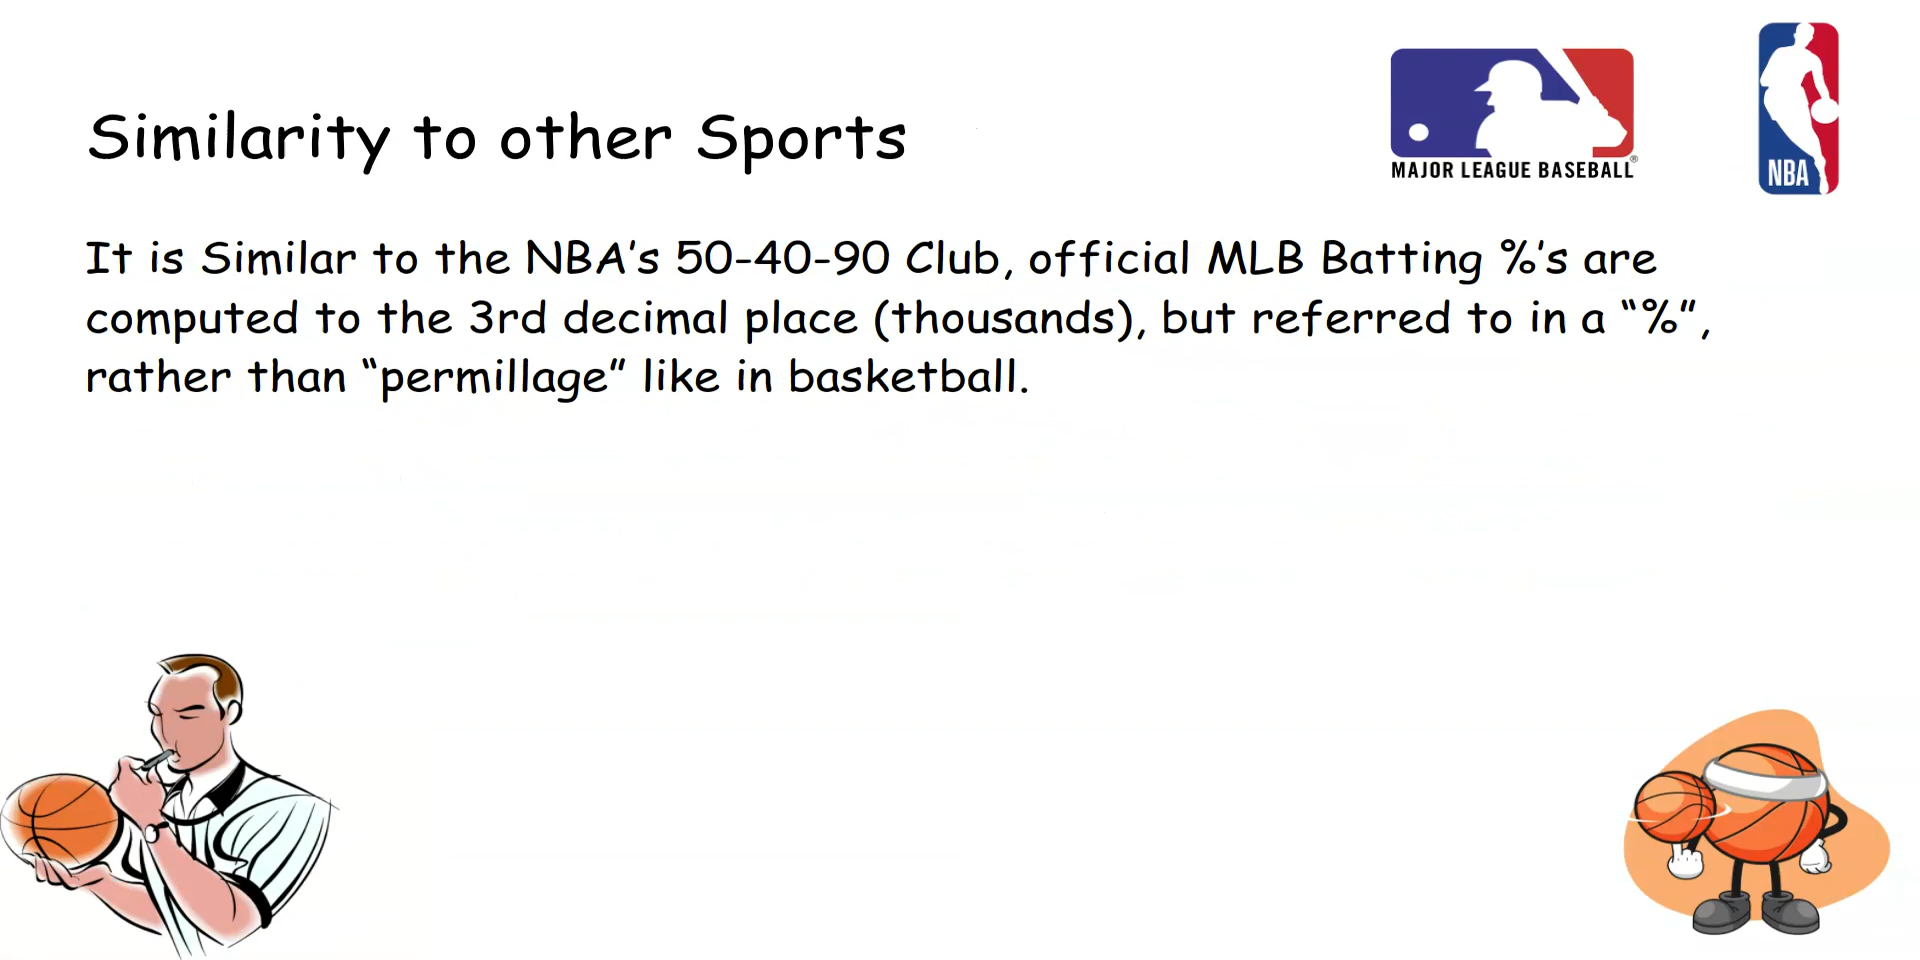 MAJOR LEAGUE BASEBALL®
NBA
Similarity to other Sports
It is Similar to the NBA’s 50-40-90 Club, official MLB Batting %’s are
computed to the 3rd decimal place (thousands), but referred to in a “%”,
rather than “permillage” like in basketball.